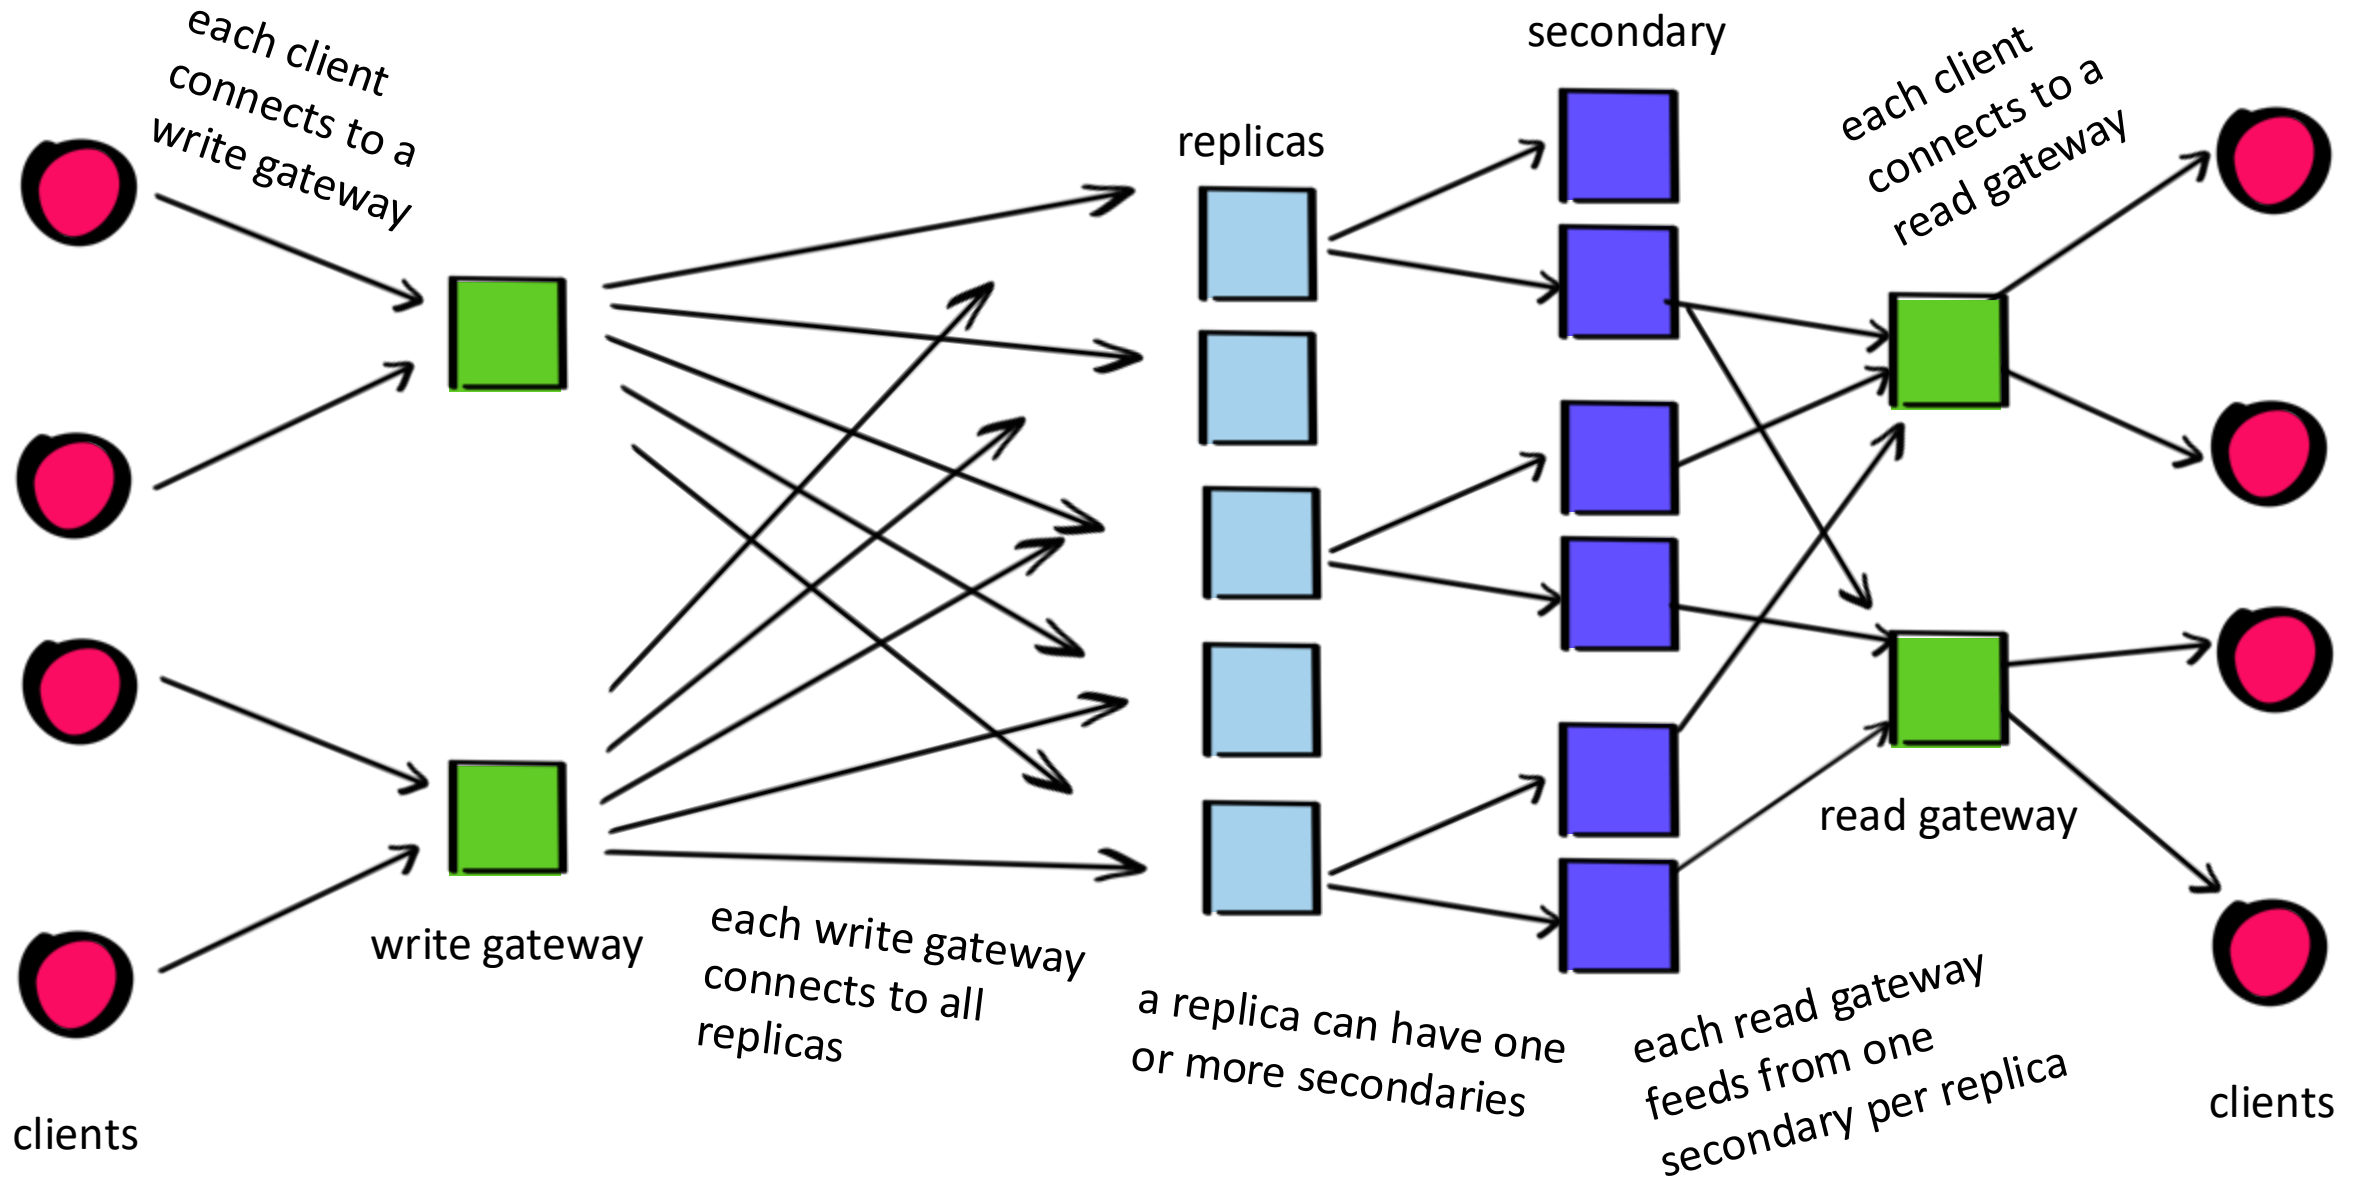 each client
connects to a
write gateway
secondary
replicas
each client
connects to a
read gateway
write gateway
each write gateway
connects to all
replicas
a replica can have one
or more secondaries
read gateway
each read gateway
feeds from one
secondary per replica
clients
clients